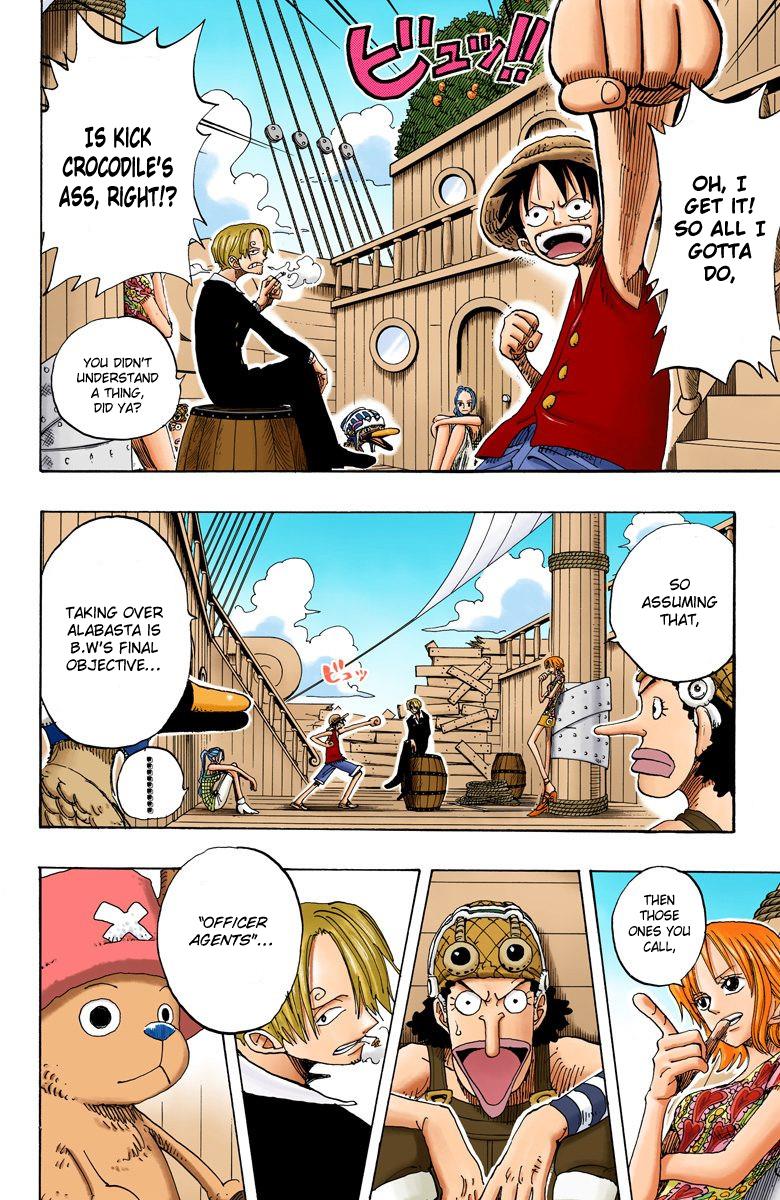 ビュッ!!
OH, I
GET IT!
SO ALL I
GOTTA
DO,
IS KICK
CROCODILE'S
ASS, RIGHT!?
YOU DIDN'T
UNDERSTAND
A THING,
DID YA?
SO
ASSUMING
THAT,
ビュッ
TAKING OVER
ALABASTA IS
B.W'S FINAL
OBJECTIVE...
THEN
THOSE
ONES YOU
CALL,
"OFFICER
AGENTS"...